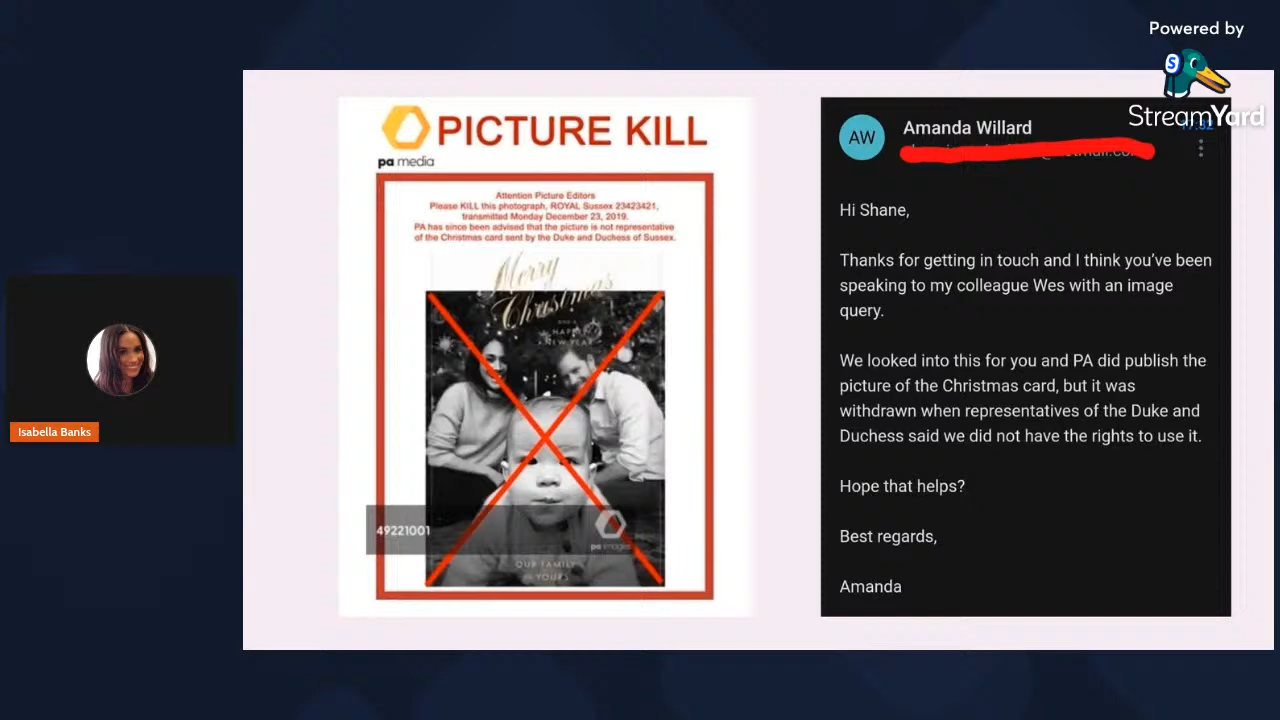 Powered by
StreamYard
PICTURE KILL
pa media
Attention Picture Editors
Please KILL this photograph, ROYAL Sussex 23423421,
transmitted Monday December 23, 2019.
PA has since been advised that the picture is not representative
of the Christmas card sent by the Duke and Duchess of Sussex.
Merry
Christmas
AND A
HAPPY
NEW YEAR
49221001
pa images
OUR FAMILY
YOURS
AW
Amanda Willard
Hi Shane,
Thanks for getting in touch and I think you've been
speaking to my colleague Wes with an image
query.
We looked into this for you and PA did publish the
picture of the Christmas card, but it was
withdrawn when representatives of the Duke and
Duchess said we did not have the rights to use it.
Hope that helps?
Best regards,
Amanda
Isabella Banks